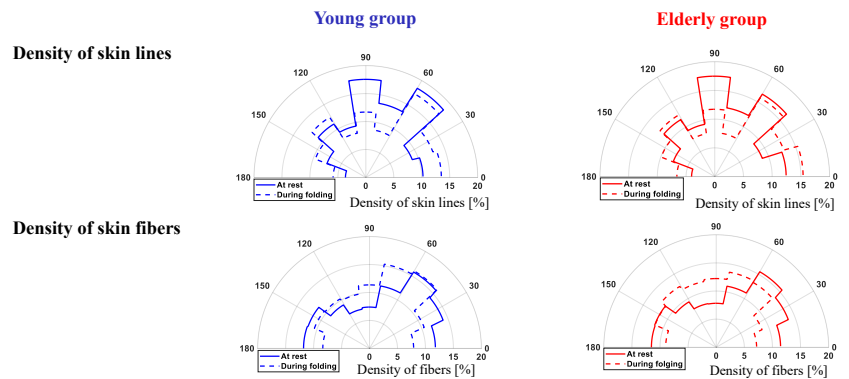 Young group
Elderly group
Density of skin lines
90
120
60
150
30
180
0
At rest
During folding
0 5 10 15 20
Density of skin lines [%]
90
120
60
150
30
180
0
At rest
During folding
0 5 10 15 20
Density of skin lines [%]
Density of skin fibers
90
120
60
150
30
180
0
At rest
During folding
0 5 10 15 20
Density of fibers [%]
90
120
60
150
30
180
0
At rest
During folging
0 5 10 15 20
Density of fibers [%]